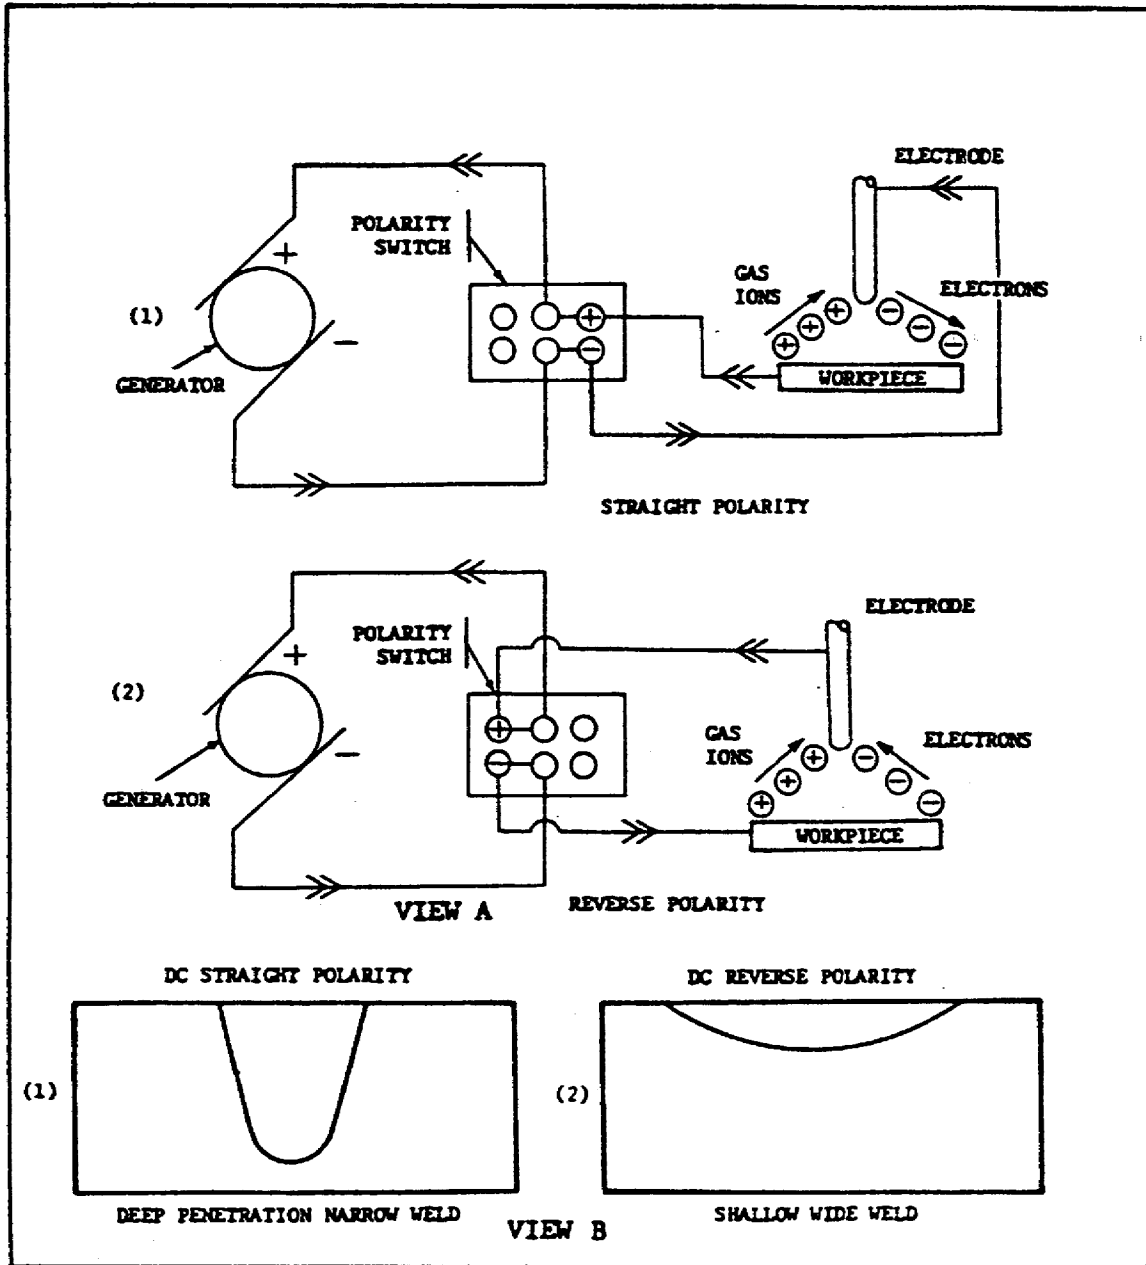 ELECTRODE
POLARITY
SWITCH
+
GAS
IONS
ELECTRONS
(1)
+
+
+
+
-
-
-
-
-
GENERATOR
WORKPIECE
STRAIGHT POLARITY
ELECTRODE
POLARITY
SWITCH
+
(2)
+
-
-
GAS
IONS
ELECTRONS
+
+
+
-
-
-
GENERATOR
WORKPIECE
VIEW A
REVERSE POLARITY
DC STRAIGHT POLARITY
DC REVERSE POLARITY
(1)
(2)
DEEP PENETRATION NARROW WELD
SHALLOW WIDE WELD
VIEW B